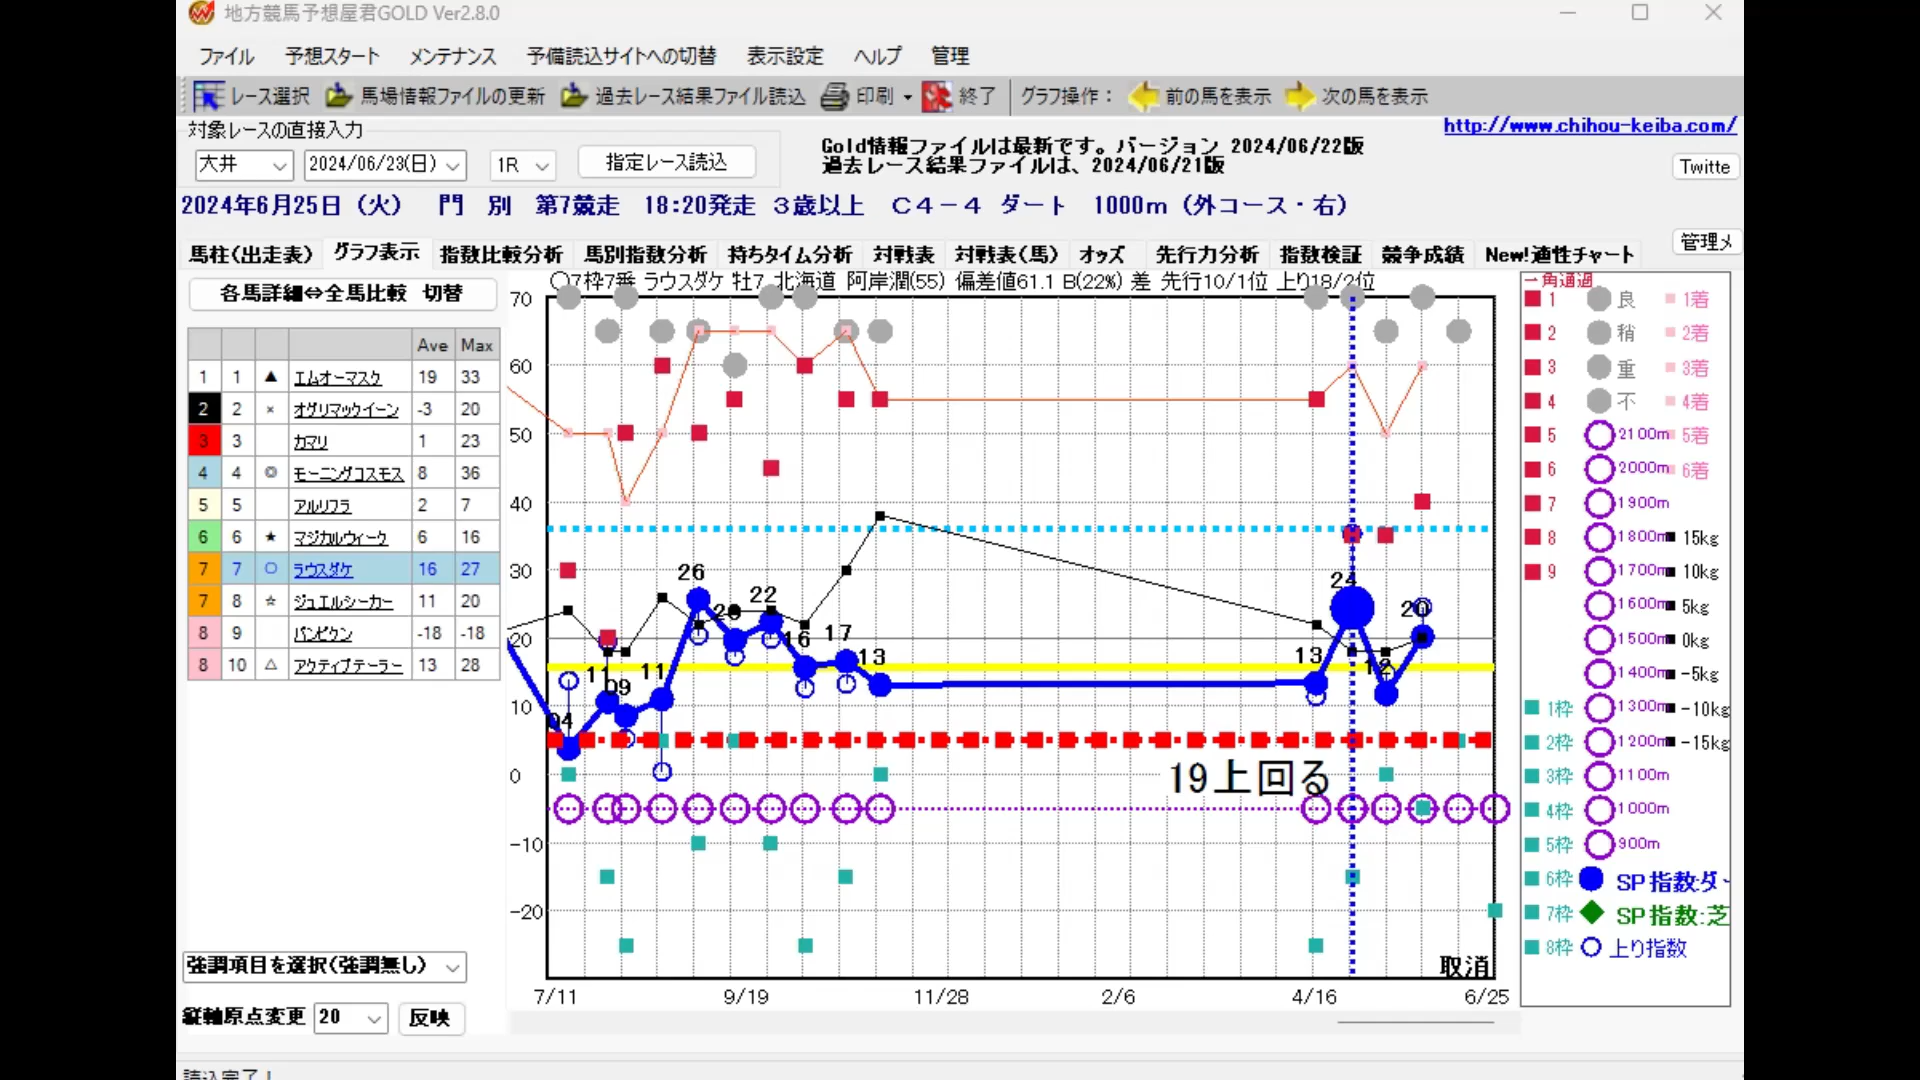 地方競馬予想屋君GOLD Ver2.8.0
ファイル 予想スタート メンテナンス 予備読込サイトへの切替 表示設定 ヘルプ 管理
レース選択 馬場情報ファイルの更新 過去レース結果ファイル読込 印刷 終了 グラフ操作： 前の馬を表示 次の馬を表示
対象レースの直接入力
http://www.chihou-keiba.com/
大井 2024/06/23(日) 1R 指定レース読込
Gold情報ファイルは最新です。バージョン 2024/06/22版
過去レース結果ファイルは、2024/06/21版
Twitte
2024年6月25日（火） 門 別 第7競走 18:20発走 ３歳以上 Ｃ４－４ ダート 1000m（外コース・右）
管理メ
馬柱(出走表) グラフ表示 指数比較分析 馬別指数分析 持ちタイム分析 対戦表 対戦表(馬) オッズ 先行力分析 指数検証 競争成績 New!適性チャート
各馬詳細⇔全馬比較 切替
○7枠7番 ラウスダケ 牡7 北海道 阿岸潤(55) 偏差値61.1 B(22%) 差 先行10/1位 上り18/2位
Ave Max
1 1 ▲ エムオーマスク 19 33
2 2 × オグリマックイーン -3 20
3 3 カマリ 1 23
4 4 ◎ モーニングコスモス 8 36
5 5 アルリフラ 2 7
6 6 ★ マジカルウィーク 6 16
7 7 ○ ラウスダケ 16 27
7 8 ☆ ジュエルシーカー 11 20
8 9 パンピケン -18 -18
8 10 △ アクティブテーラー 13 28
70
60
50
40
30
20
10
0
-10
-20
04 11 09 11 26 20 22 16 17 13 13 24 12 20
19上回る
取消
7/11 9/19 11/28 2/6 4/16 6/25
一角通過
1 良 1着
2 稍 2着
3 重 3着
4 不 4着
5 2100m 5着
6 2000m 6着
7 1900m
8 1800m 15kg
9 1700m 10kg
1600m 5kg
1500m 0kg
1400m -5kg
1枠 1300m -10kg
2枠 1200m -15kg
3枠 1100m
4枠 1000m
5枠 900m
6枠 SP指数:ダ
7枠 SP指数:芝
8枠 上り指数
強調項目を選択(強調無し)
縦軸原点変更 20 反映
読込完了！